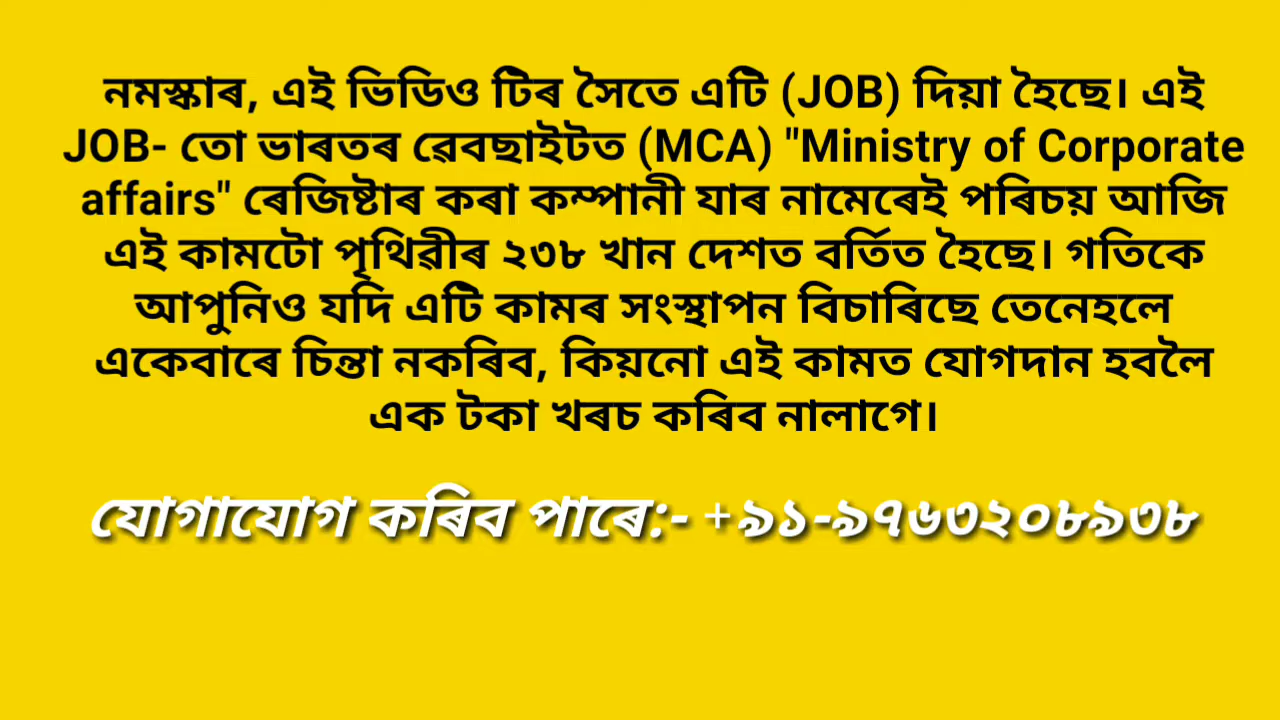 নমস্কাৰ, এই ভিডিও টিৰ সৈতে এটি (JOB) দিয়া হৈছে। এই
JOB- তো ভাৰতৰ ৱেবছাইটত (MCA) "Ministry of Corporate
affairs" ৰেজিষ্টাৰ কৰা কম্পানী যাৰ নামেৰেই পৰিচয় আজি
এই কামটো পৃথিৱীৰ ২৩৮ খান দেশত বৰ্তিত হৈছে। গতিকে
আপুনিও যদি এটি কামৰ সংস্থাপন বিচাৰিছে তেনেহলে
একেবাৰে চিন্তা নকৰিব, কিয়নো এই কামত যোগদান হবলৈ
এক টকা খৰচ কৰিব নালাগে।
যোগাযোগ কৰিব পাৰে:- +৯১-৯৭৬৩২০৮৯৩৮